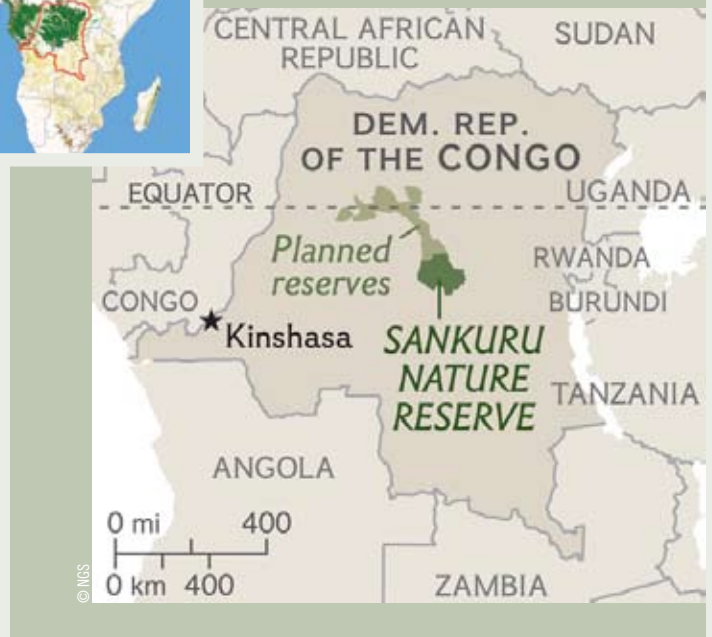 CENTRAL AFRICAN
REPUBLIC
SUDAN
DEM. REP.
OF THE CONGO
EQUATOR
UGANDA
Planned
reserves
RWANDA
CONGO
BURUNDI
Kinshasa
SANKURU
NATURE
RESERVE
TANZANIA
ANGOLA
0 mi 400
0 km 400
ZAMBIA
© NGS